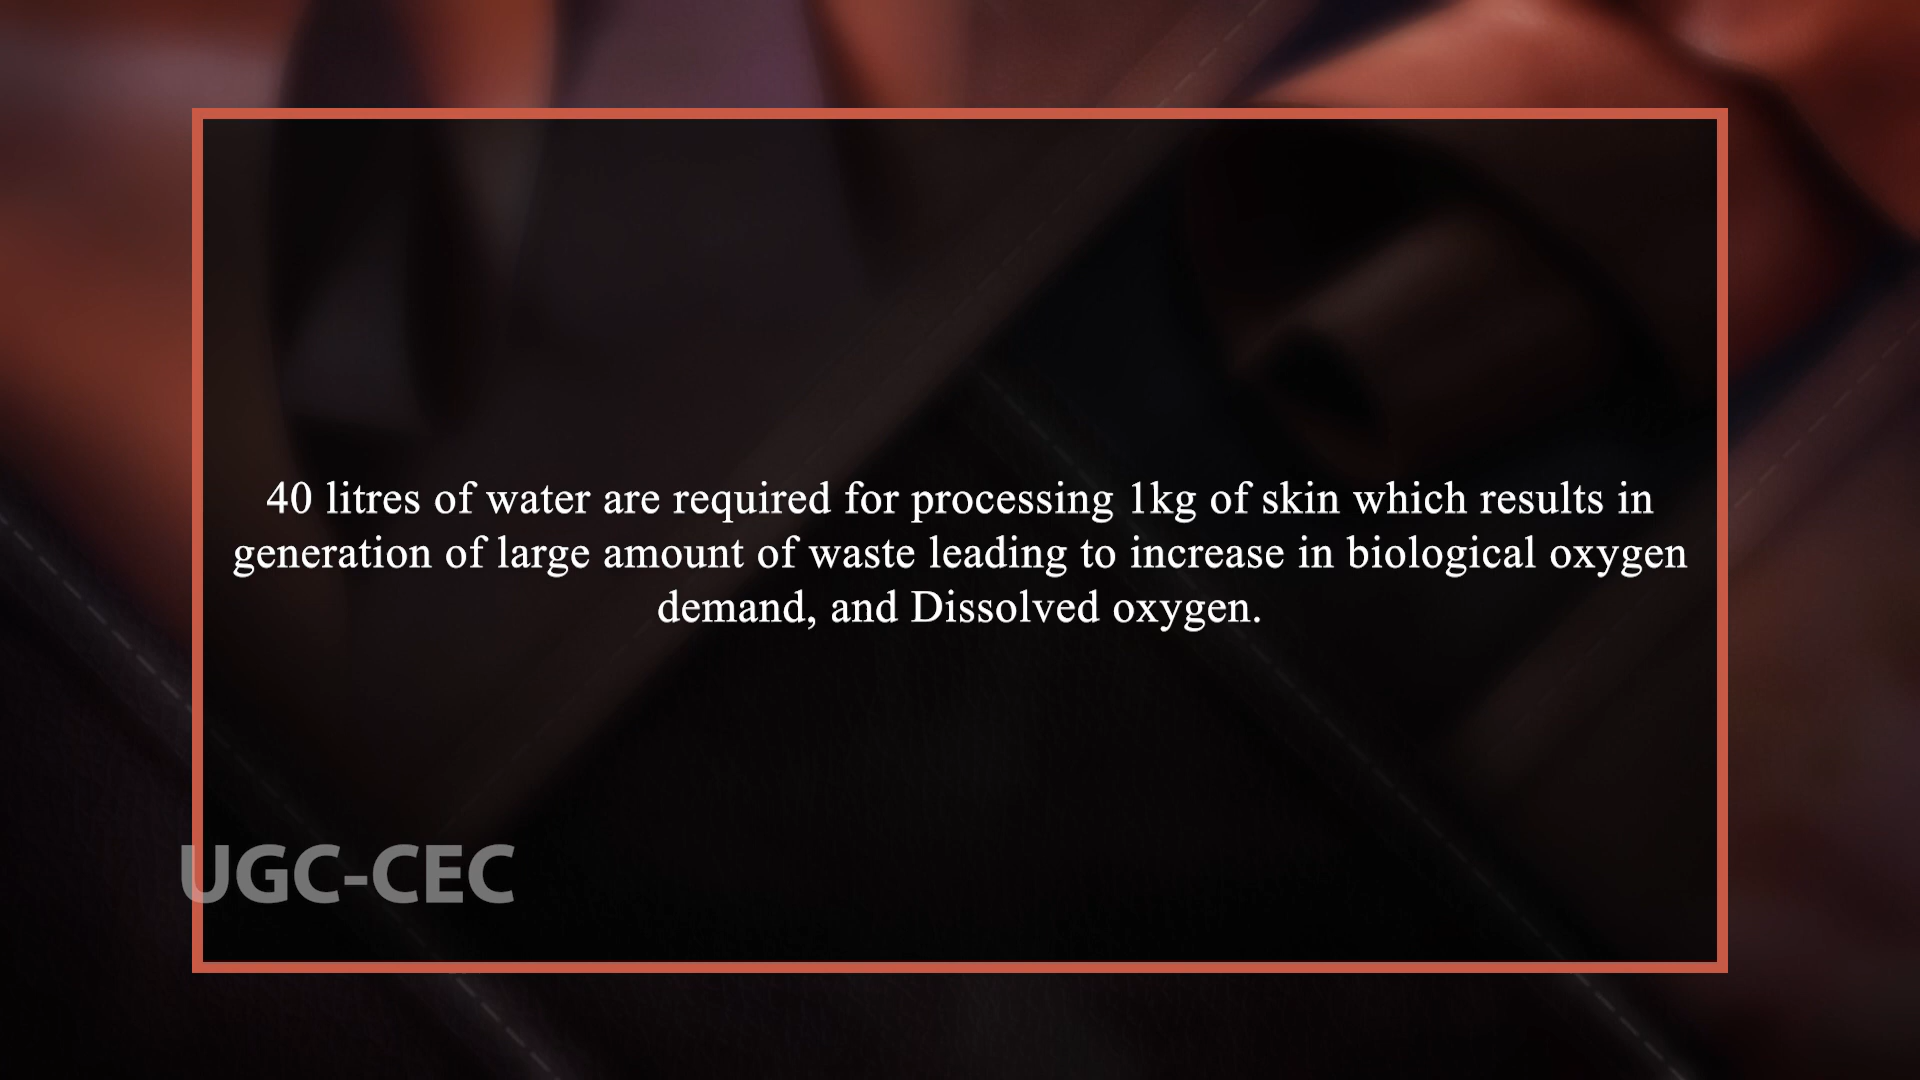 40 litres of water are required for processing 1kg of skin which results in
generation of large amount of waste leading to increase in biological oxygen
demand, and Dissolved oxygen.
UGC-CEC